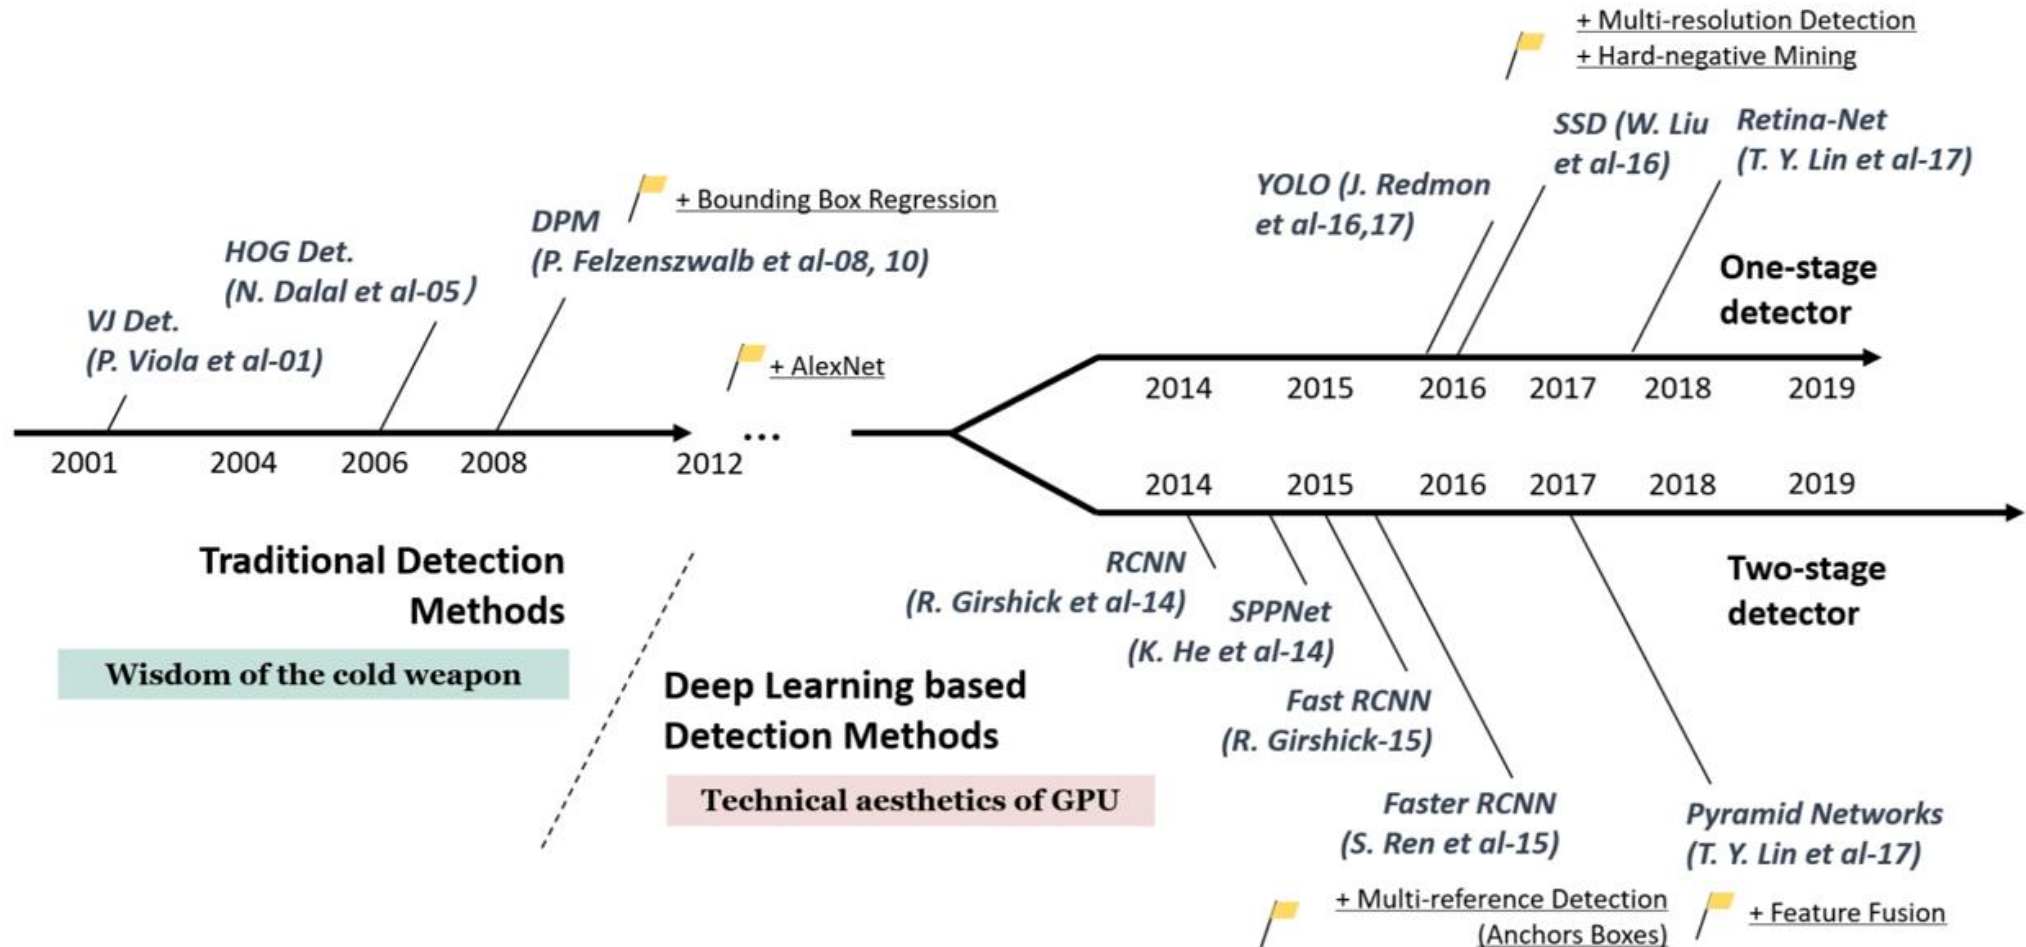 + Multi-resolution Detection
+ Hard-negative Mining
SSD (W. Liu
et al-16)
Retina-Net
(T. Y. Lin et al-17)
YOLO (J. Redmon
et al-16,17)
+ Bounding Box Regression
DPM
(P. Felzenszwalb et al-08, 10)
HOG Det.
(N. Dalal et al-05)
VJ Det.
(P. Viola et al-01)
+ AlexNet
One-stage
detector
2014 2015 2016 2017 2018 2019
...
2001 2004 2006 2008 2012
2014 2015 2016 2017 2018 2019
Traditional Detection
Methods
Wisdom of the cold weapon
Deep Learning based
Detection Methods
Technical aesthetics of GPU
RCNN
(R. Girshick et al-14)
SPPNet
(K. He et al-14)
Fast RCNN
(R. Girshick-15)
Faster RCNN
(S. Ren et al-15)
Two-stage
detector
Pyramid Networks
(T. Y. Lin et al-17)
+ Multi-reference Detection
(Anchors Boxes)
+ Feature Fusion